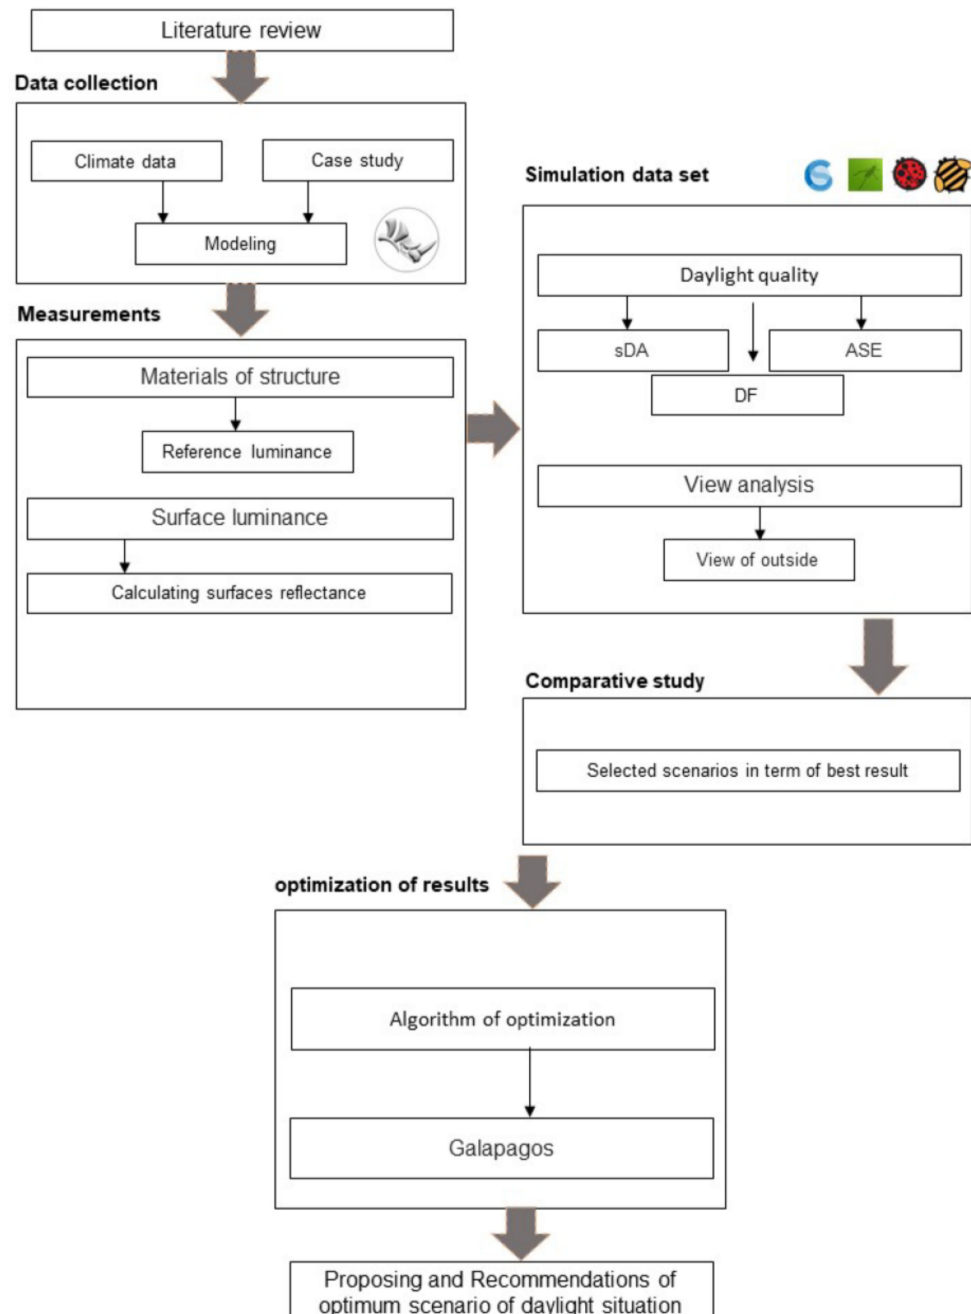 Literature review
Data collection
Climate data
Case study
Modeling
Measurements
Materials of structure
Reference luminance
Surface luminance
Calculating surfaces reflectance
Simulation data set
Daylight quality
sDA
ASE
DF
View analysis
View of outside
Comparative study
Selected scenarios in term of best result
optimization of results
Algorithm of optimization
Galapagos
Proposing and Recommendations of
optimum scenario of daylight situation